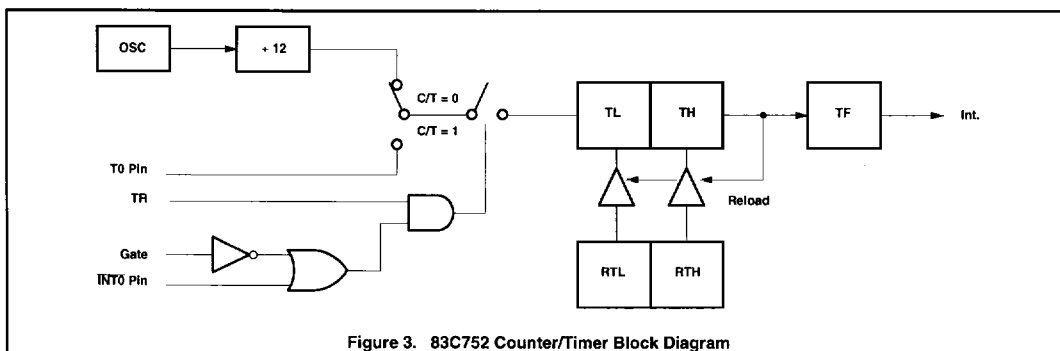 OSC
÷ 12
C/T = 0
C/T = 1
T0 Pin
TR
Gate
INT0 Pin
TL
TH
TF
Int.
Reload
RTL
RTH
Figure 3. 83C752 Counter/Timer Block Diagram